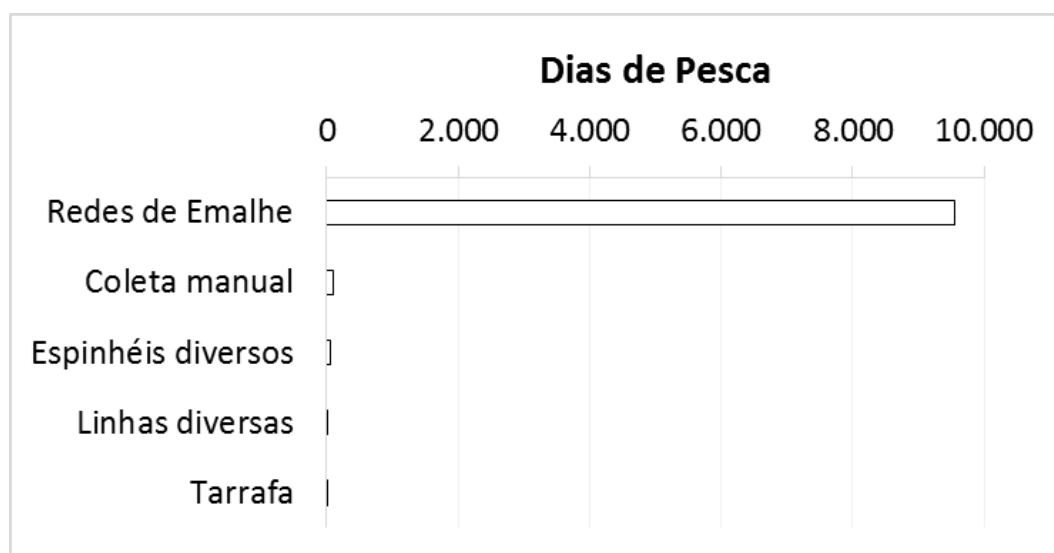 Dias de Pesca
0 2.000 4.000 6.000 8.000 10.000
Redes de Emalhe
Coleta manual
Espinhéis diversos
Linhas diversas
Tarrafa